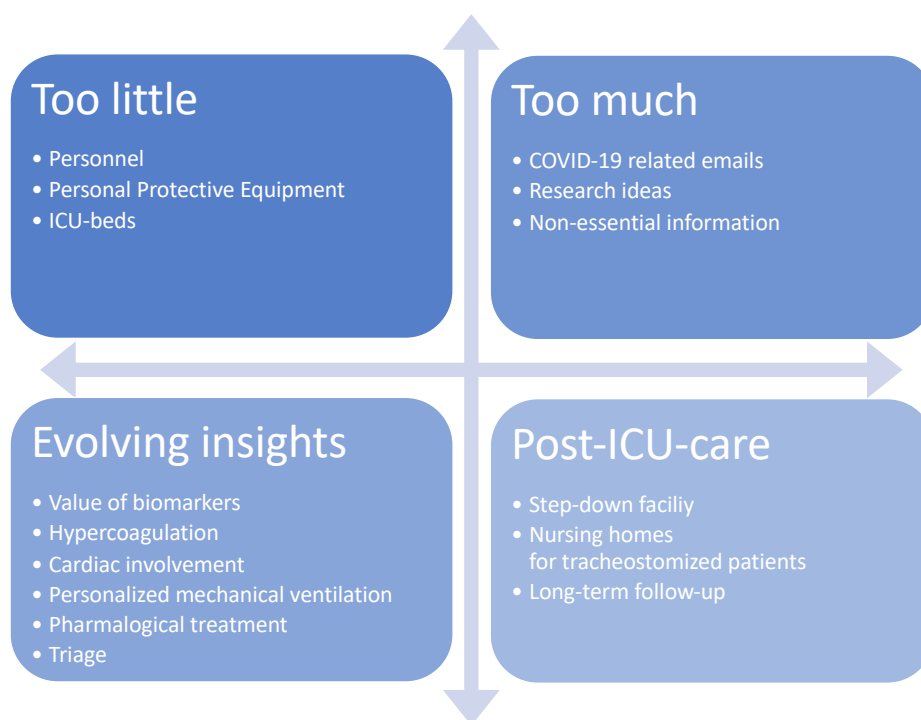 Too little
• Personnel
• Personal Protective Equipment
• ICU-beds
Too much
• COVID-19 related emails
• Research ideas
• Non-essential information
Evolving insights
• Value of biomarkers
• Hypercoagulation
• Cardiac involvement
• Personalized mechanical ventilation
• Pharmalogical treatment
• Triage
Post-ICU-care
• Step-down faciliy
• Nursing homes
for tracheostomized patients
• Long-term follow-up